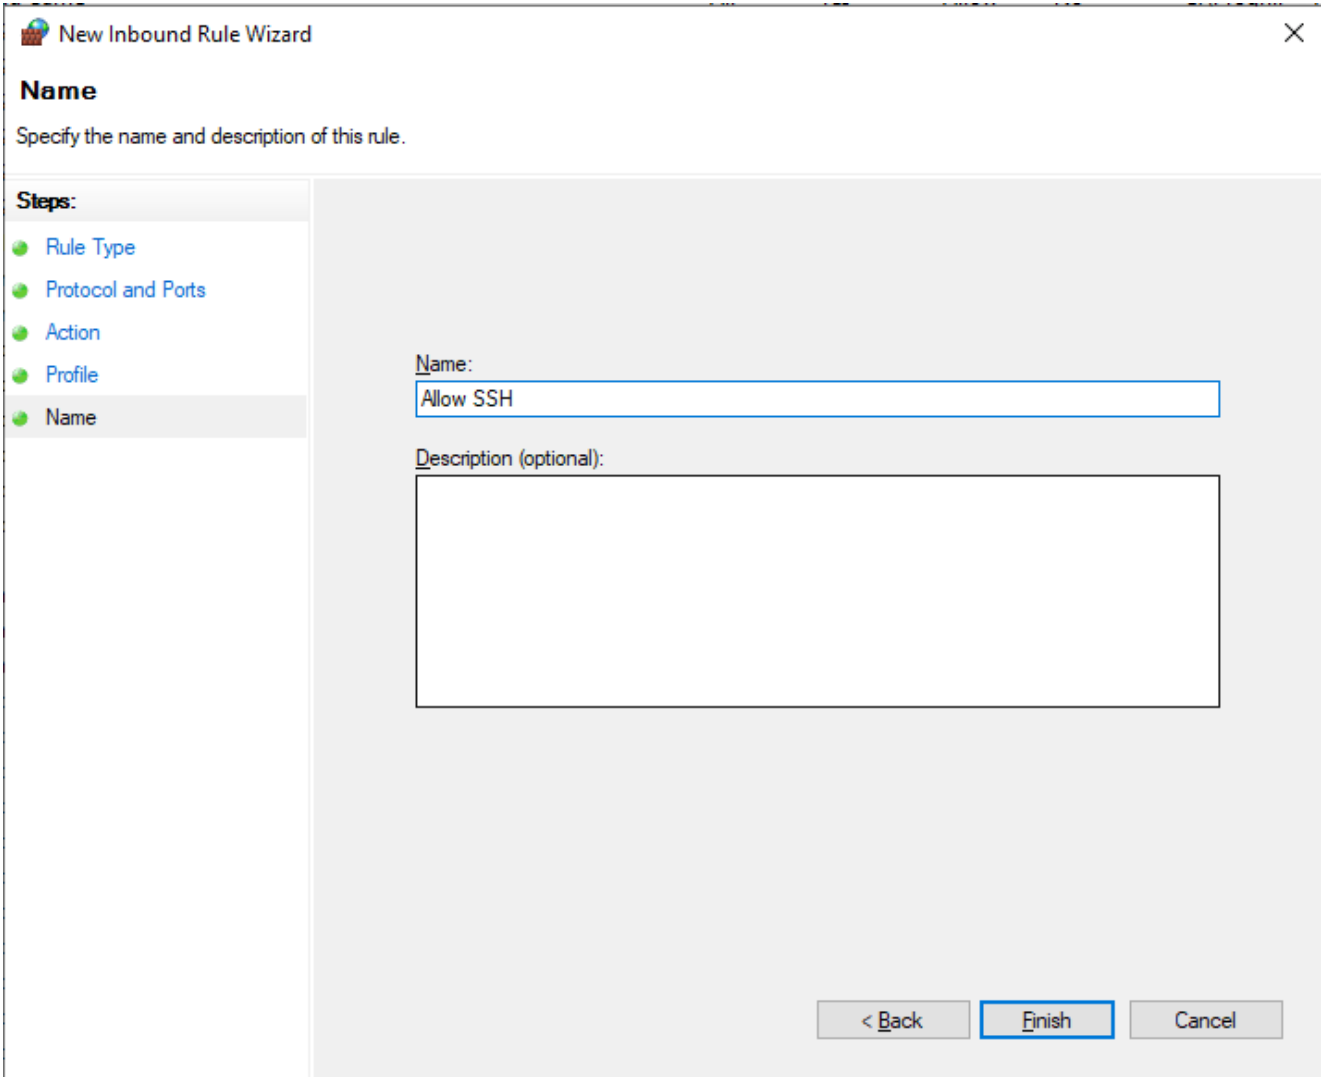 New Inbound Rule Wizard
Name
Specify the name and description of this rule.
Steps:
Rule Type
Protocol and Ports
Action
Profile
Name
Name:
Allow SSH
Description (optional):
< Back
Finish
Cancel